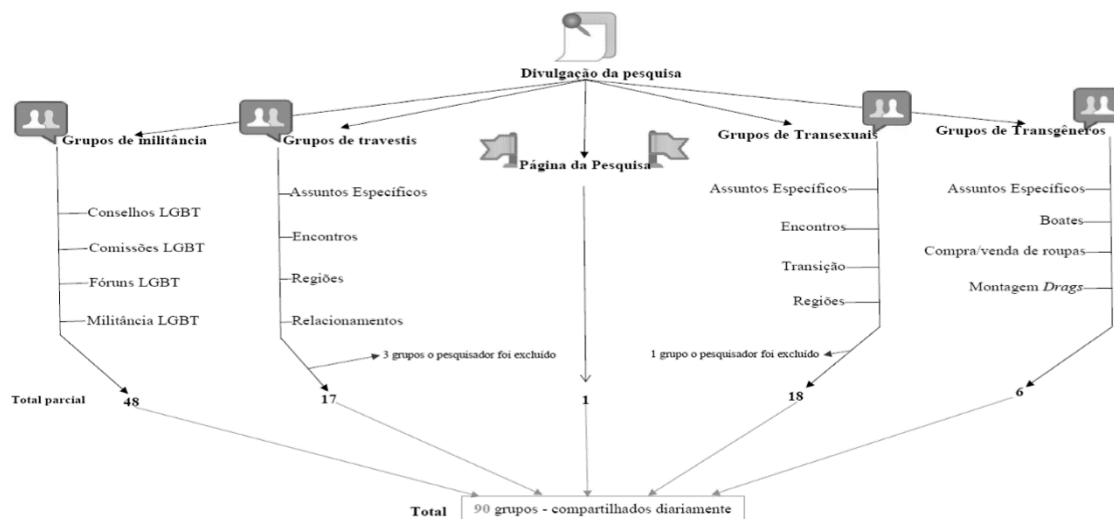 Divulgação da pesquisa
Grupos de militância
Conselhos LGBT
Comissões LGBT
Fóruns LGBT
Militância LGBT
Grupos de travestis
Assuntos Específicos
Encontros
Regiões
Relacionamentos
3 grupos o pesquisador foi excluído
Página da Pesquisa
Grupos de Transexuais
Assuntos Específicos
Encontros
Transição
Regiões
1 grupo o pesquisador foi excluído
Grupos de Transgêneros
Assuntos Específicos
Boates
Compra/venda de roupas
Montagem Drags
Total parcial 48 17 1 18 6
Total 90 grupos - compartilhados diariamente